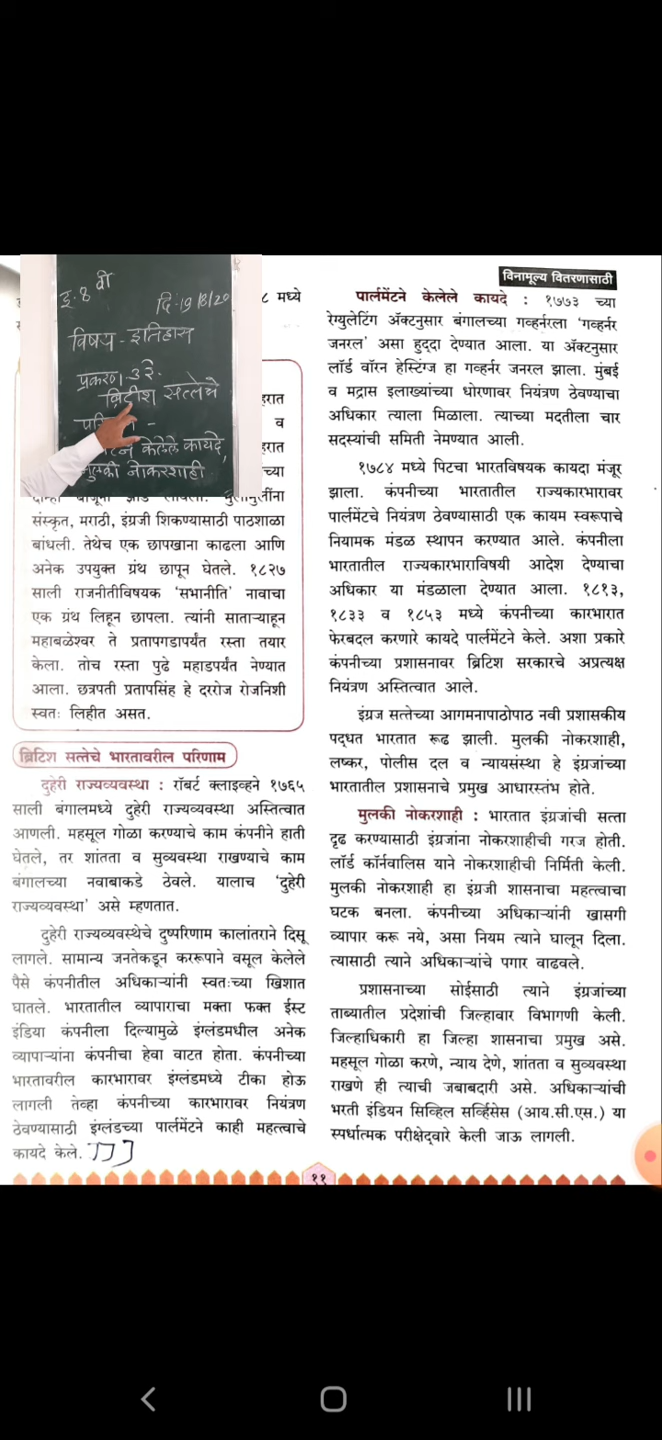 इ. ८ वी
दि:19/8/20
विषय - इतिहास
प्रकरण 3 रे.
ब्रिटीश सत्तेचे
केलेले कायदे,
मुलकी नोकरशाही
८ मध्ये
हरात
व
हरात
च्या
संस्कृत, मराठी, इंग्रजी शिकण्यासाठी पाठशाळा
बांधली. तेथेच एक छापखाना काढला आणि
अनेक उपयुक्त ग्रंथ छापून घेतले. १८२७
साली राजनीतीविषयक ‘सभानीति’ नावाचा
एक ग्रंथ लिहून छापला. त्यांनी साताऱ्याहून
महाबळेश्वर ते प्रतापगडापर्यंत रस्ता तयार
केला. तोच रस्ता पुढे महाडपर्यंत नेण्यात
आला. छत्रपती प्रतापसिंह हे दररोज रोजनिशी
स्वतः लिहीत असत.
ब्रिटिश सत्तेचे भारतावरील परिणाम
दुहेरी राज्यव्यवस्था : रॉबर्ट क्लाइव्हने १७६५
साली बंगालमध्ये दुहेरी राज्यव्यवस्था अस्तित्वात
आणली. महसूल गोळा करण्याचे काम कंपनीने हाती
घेतले, तर शांतता व सुव्यवस्था राखण्याचे काम
बंगालच्या नवाबाकडे ठेवले. यालाच ‘दुहेरी
राज्यव्यवस्था’ असे म्हणतात.
दुहेरी राज्यव्यवस्थेचे दुष्परिणाम कालांतराने दिसू
लागले. सामान्य जनतेकडून कररूपाने वसूल केलेले
पैसे कंपनीतील अधिकाऱ्यांनी स्वतःच्या खिशात
घातले. भारतातील व्यापाराचा मक्ता फक्त ईस्ट
इंडिया कंपनीला दिल्यामुळे इंग्लंडमधील अनेक
व्यापाऱ्यांना कंपनीचा हेवा वाटत होता. कंपनीच्या
भारतावरील कारभारावर इंग्लंडमध्ये टीका होऊ
लागली तेव्हा कंपनीच्या कारभारावर नियंत्रण
ठेवण्यासाठी इंग्लंडच्या पार्लमेंटने काही महत्त्वाचे
कायदे केले.
विनामूल्य वितरणासाठी
पार्लमेंटने केलेले कायदे : १७७३ च्या
रेग्युलेटिंग ॲक्टनुसार बंगालच्या गव्हर्नरला ‘गव्हर्नर
जनरल’ असा हुद्दा देण्यात आला. या ॲक्टनुसार
लॉर्ड वॉरन हेस्टिंग्ज हा गव्हर्नर जनरल झाला. मुंबई
व मद्रास इलाख्यांच्या धोरणावर नियंत्रण ठेवण्याचा
अधिकार त्याला मिळाला. त्याच्या मदतीला चार
सदस्यांची समिती नेमण्यात आली.
१७८४ मध्ये पिटचा भारतविषयक कायदा मंजूर
झाला. कंपनीच्या भारतातील राज्यकारभारावर
पार्लमेंटचे नियंत्रण ठेवण्यासाठी एक कायम स्वरूपाचे
नियामक मंडळ स्थापन करण्यात आले. कंपनीला
भारतातील राज्यकारभाराविषयी आदेश देण्याचा
अधिकार या मंडळाला देण्यात आला. १८१३,
१८३३ व १८५३ मध्ये कंपनीच्या कारभारात
फेरबदल करणारे कायदे पार्लमेंटने केले. अशा प्रकारे
कंपनीच्या प्रशासनावर ब्रिटिश सरकारचे अप्रत्यक्ष
नियंत्रण अस्तित्वात आले.
इंग्रज सत्तेच्या आगमनापाठोपाठ नवी प्रशासकीय
पद्धत भारतात रूढ झाली. मुलकी नोकरशाही,
लष्कर, पोलीस दल व न्यायसंस्था हे इंग्रजांच्या
भारतातील प्रशासनाचे प्रमुख आधारस्तंभ होते.
मुलकी नोकरशाही : भारतात इंग्रजांची सत्ता
दृढ करण्यासाठी इंग्रजांना नोकरशाहीची गरज होती.
लॉर्ड कॉर्नवालिस याने नोकरशाहीची निर्मिती केली.
मुलकी नोकरशाही हा इंग्रजी शासनाचा महत्त्वाचा
घटक बनला. कंपनीच्या अधिकाऱ्यांनी खासगी
व्यापार करू नये, असा नियम त्याने घालून दिला.
त्यासाठी त्याने अधिकाऱ्यांचे पगार वाढवले.
प्रशासनाच्या सोईसाठी त्याने इंग्रजांच्या
ताब्यातील प्रदेशांची जिल्हावार विभागणी केली.
जिल्हाधिकारी हा जिल्हा शासनाचा प्रमुख असे.
महसूल गोळा करणे, न्याय देणे, शांतता व सुव्यवस्था
राखणे ही त्याची जबाबदारी असे. अधिकाऱ्यांची
भरती इंडियन सिव्हिल सर्व्हिसेस (आय.सी.एस.) या
स्पर्धात्मक परीक्षेद्वारे केली जाऊ लागली.
११